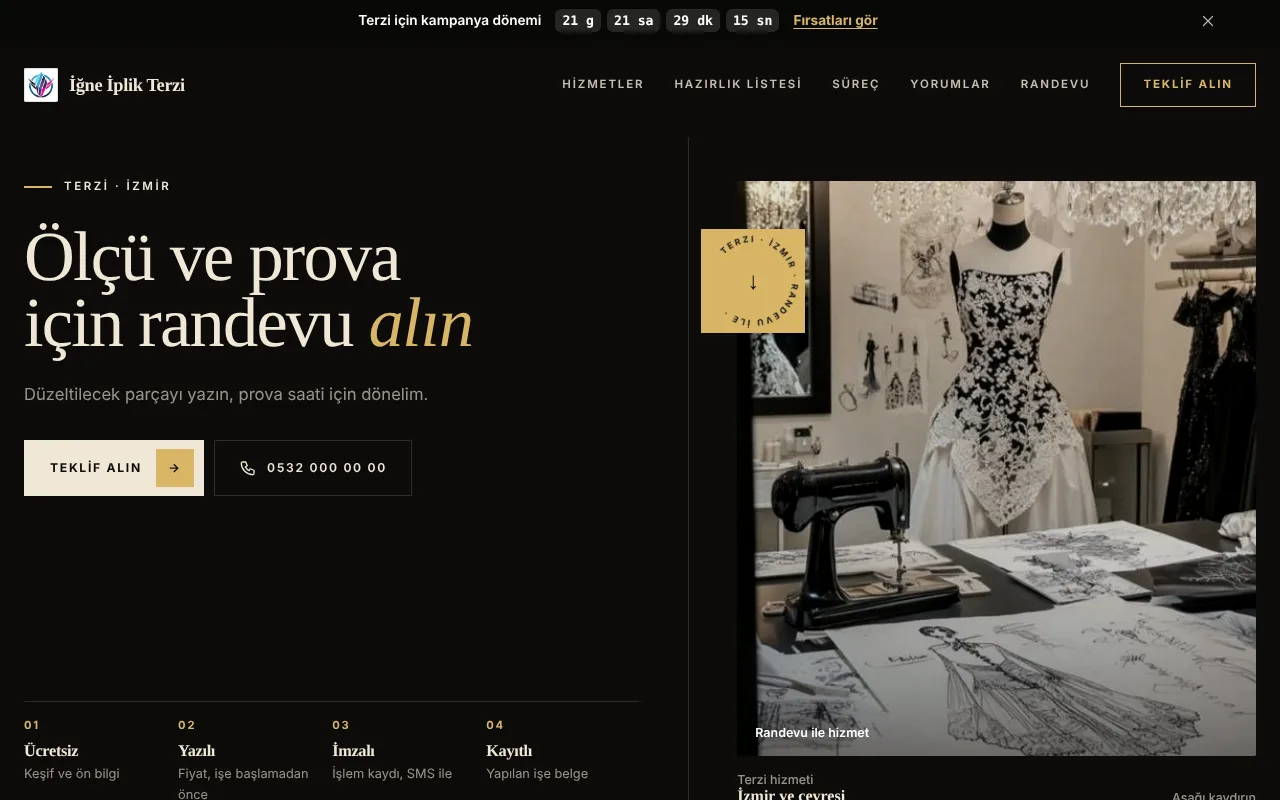 Terzi için kampanya dönemi 21 g 21 sa 29 dk 15 sn Fırsatları gör
İğne İplik Terzi
HİZMETLER HAZIRLIK LİSTESİ SÜREÇ YORUMLAR RANDEVU TEKLİF ALIN
TERZİ · İZMİR
Ölçü ve prova
için randevu alın
Düzeltilecek parçayı yazın, prova saati için dönelim.
TEKLİF ALIN → 0532 000 00 00
TERZİ · İZMİR · RANDEVU İLE ·
↓
Randevu ile hizmet
01
Ücretsiz
Keşif ve ön bilgi
02
Yazılı
Fiyat, işe başlamadan
önce
03
İmzalı
İşlem kaydı, SMS ile
04
Kayıtlı
Yapılan işe belge
Terzi hizmeti
İzmir ve çevresi
Aşağı kaydırın